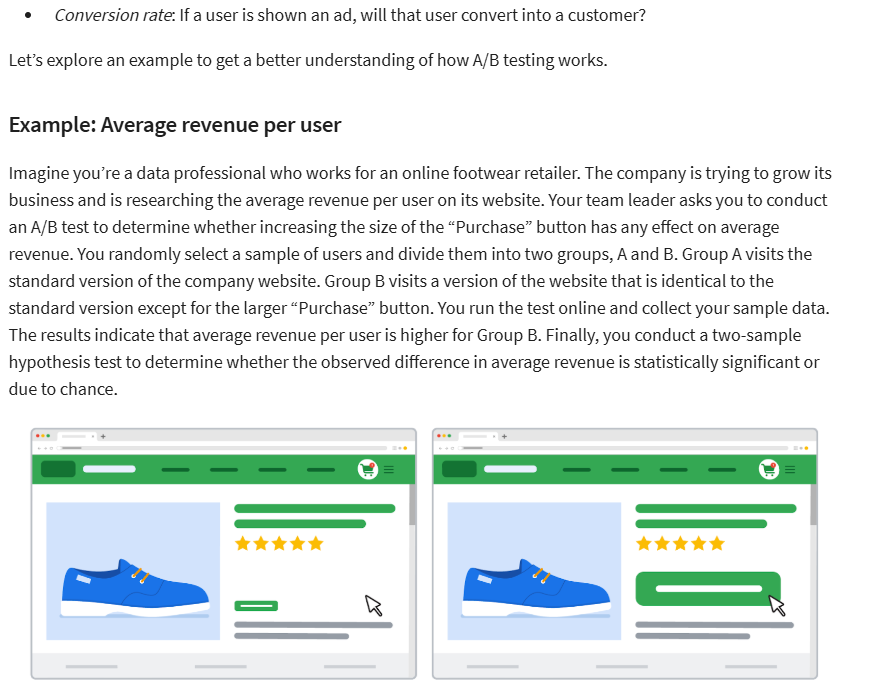 • Conversion rate: If a user is shown an ad, will that user convert into a customer?
Let’s explore an example to get a better understanding of how A/B testing works.
Example: Average revenue per user
Imagine you’re a data professional who works for an online footwear retailer. The company is trying to grow its
business and is researching the average revenue per user on its website. Your team leader asks you to conduct
an A/B test to determine whether increasing the size of the “Purchase” button has any effect on average
revenue. You randomly select a sample of users and divide them into two groups, A and B. Group A visits the
standard version of the company website. Group B visits a version of the website that is identical to the
standard version except for the larger “Purchase” button. You run the test online and collect your sample data.
The results indicate that average revenue per user is higher for Group B. Finally, you conduct a two-sample
hypothesis test to determine whether the observed difference in average revenue is statistically significant or
due to chance.